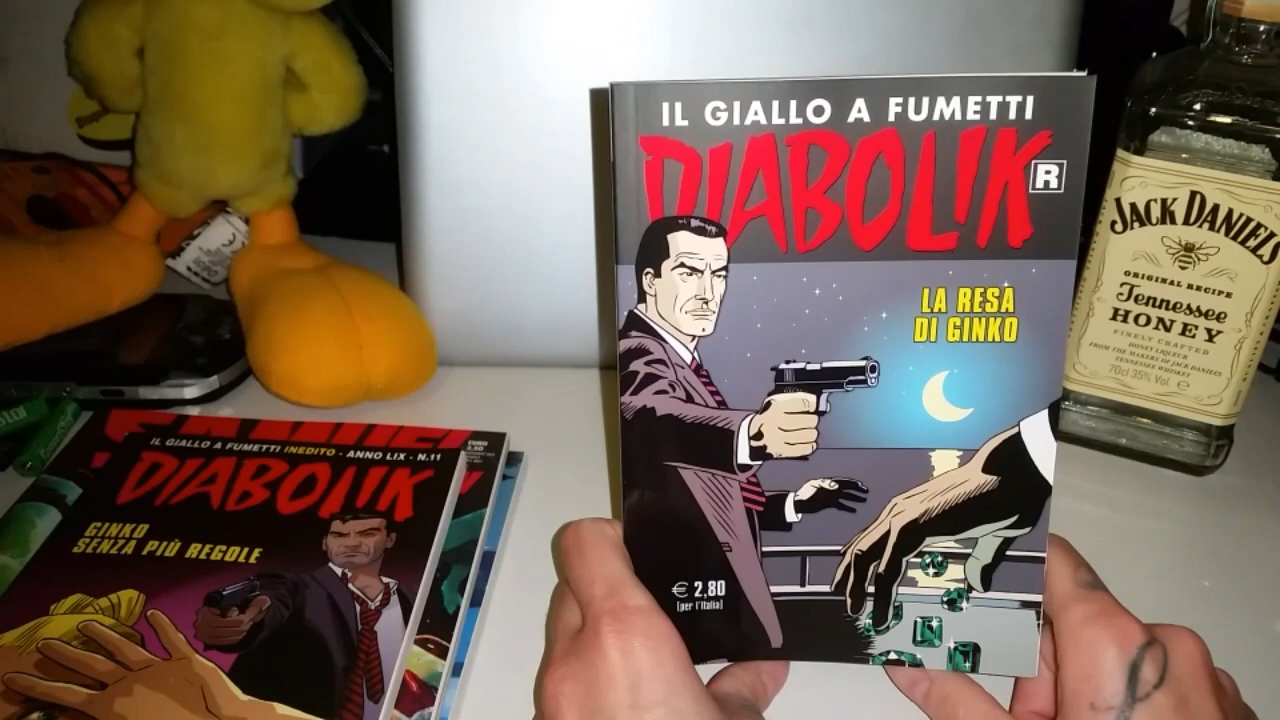 IL GIALLO A FUMETTI
DIABOLIK
R
LA RESA
DI GINKO
€ 2,80
(per l'Italia)
IL GIALLO A FUMETTI INEDITO - ANNO LIX - N.11
DIABOLIK
GINKO
SENZA PIÙ REGOLE
JACK DANIEL'S
ORIGINAL RECIPE
Tennessee
HONEY
FINELY CRAFTED
HONEY LIQUEUR
FROM THE MAKERS OF JACK DANIEL'S
TENNESSEE WHISKEY
70cl 35% Vol. e